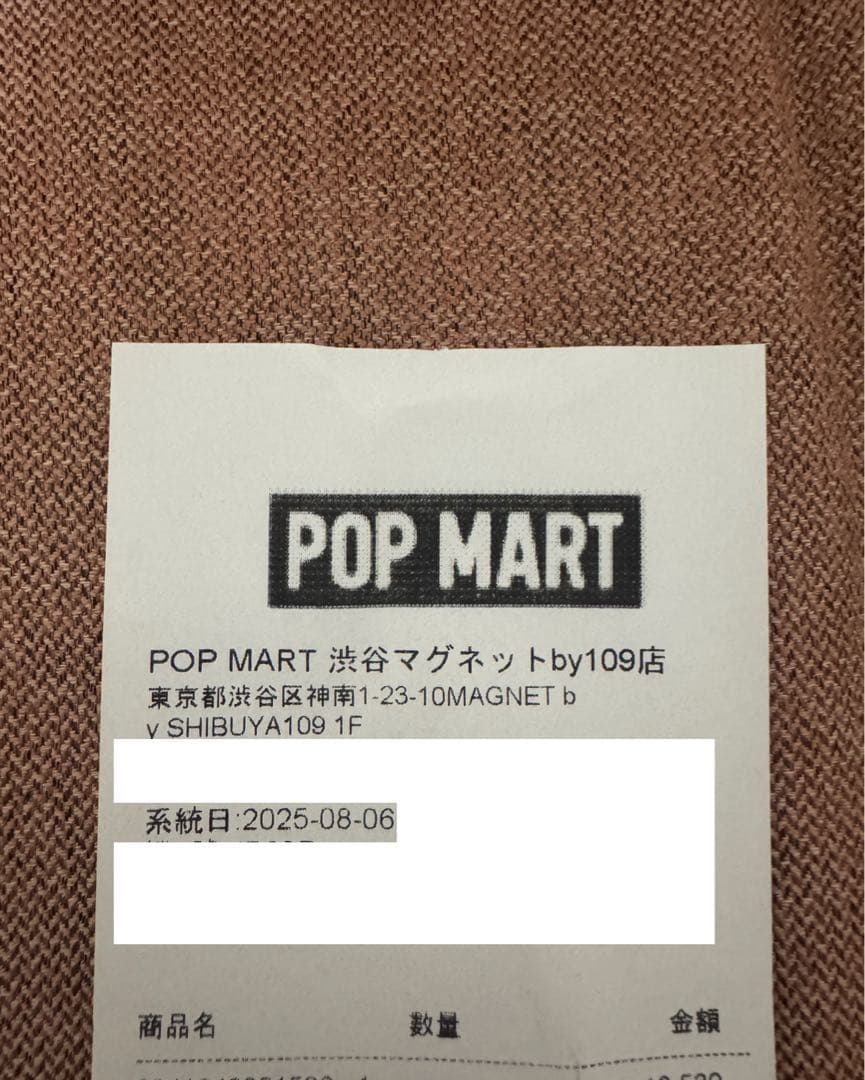 POP MART
POP MART 渋谷マグネットby109店
東京都渋谷区神南1-23-10MAGNET b
y SHIBUYA109 1F
系統日:2025-08-06
商品名 数量 金額